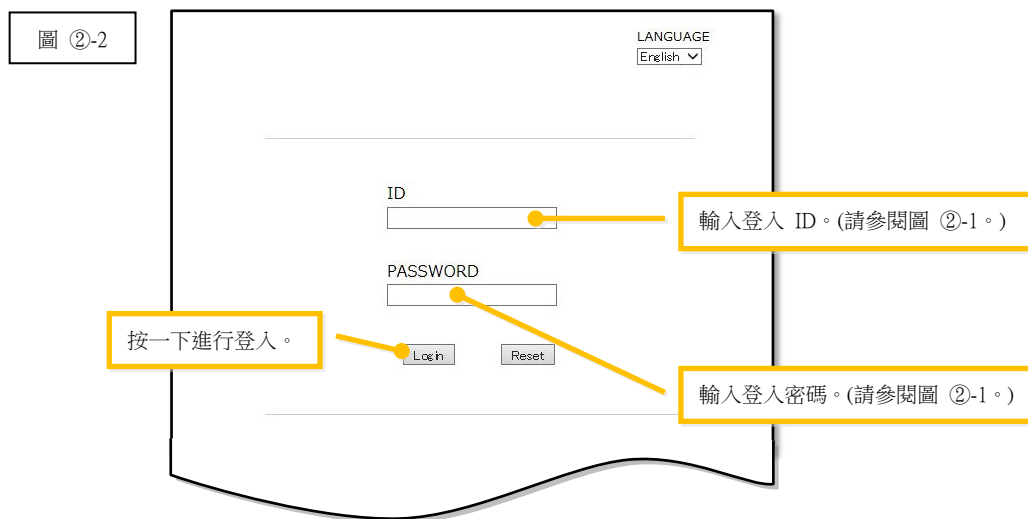 圖 ②-2
LANGUAGE
English
ID
輸入登入 ID。(請參閱圖 ②-1。)
PASSWORD
按一下進行登入。
Login
Reset
輸入登入密碼。(請參閱圖 ②-1。)